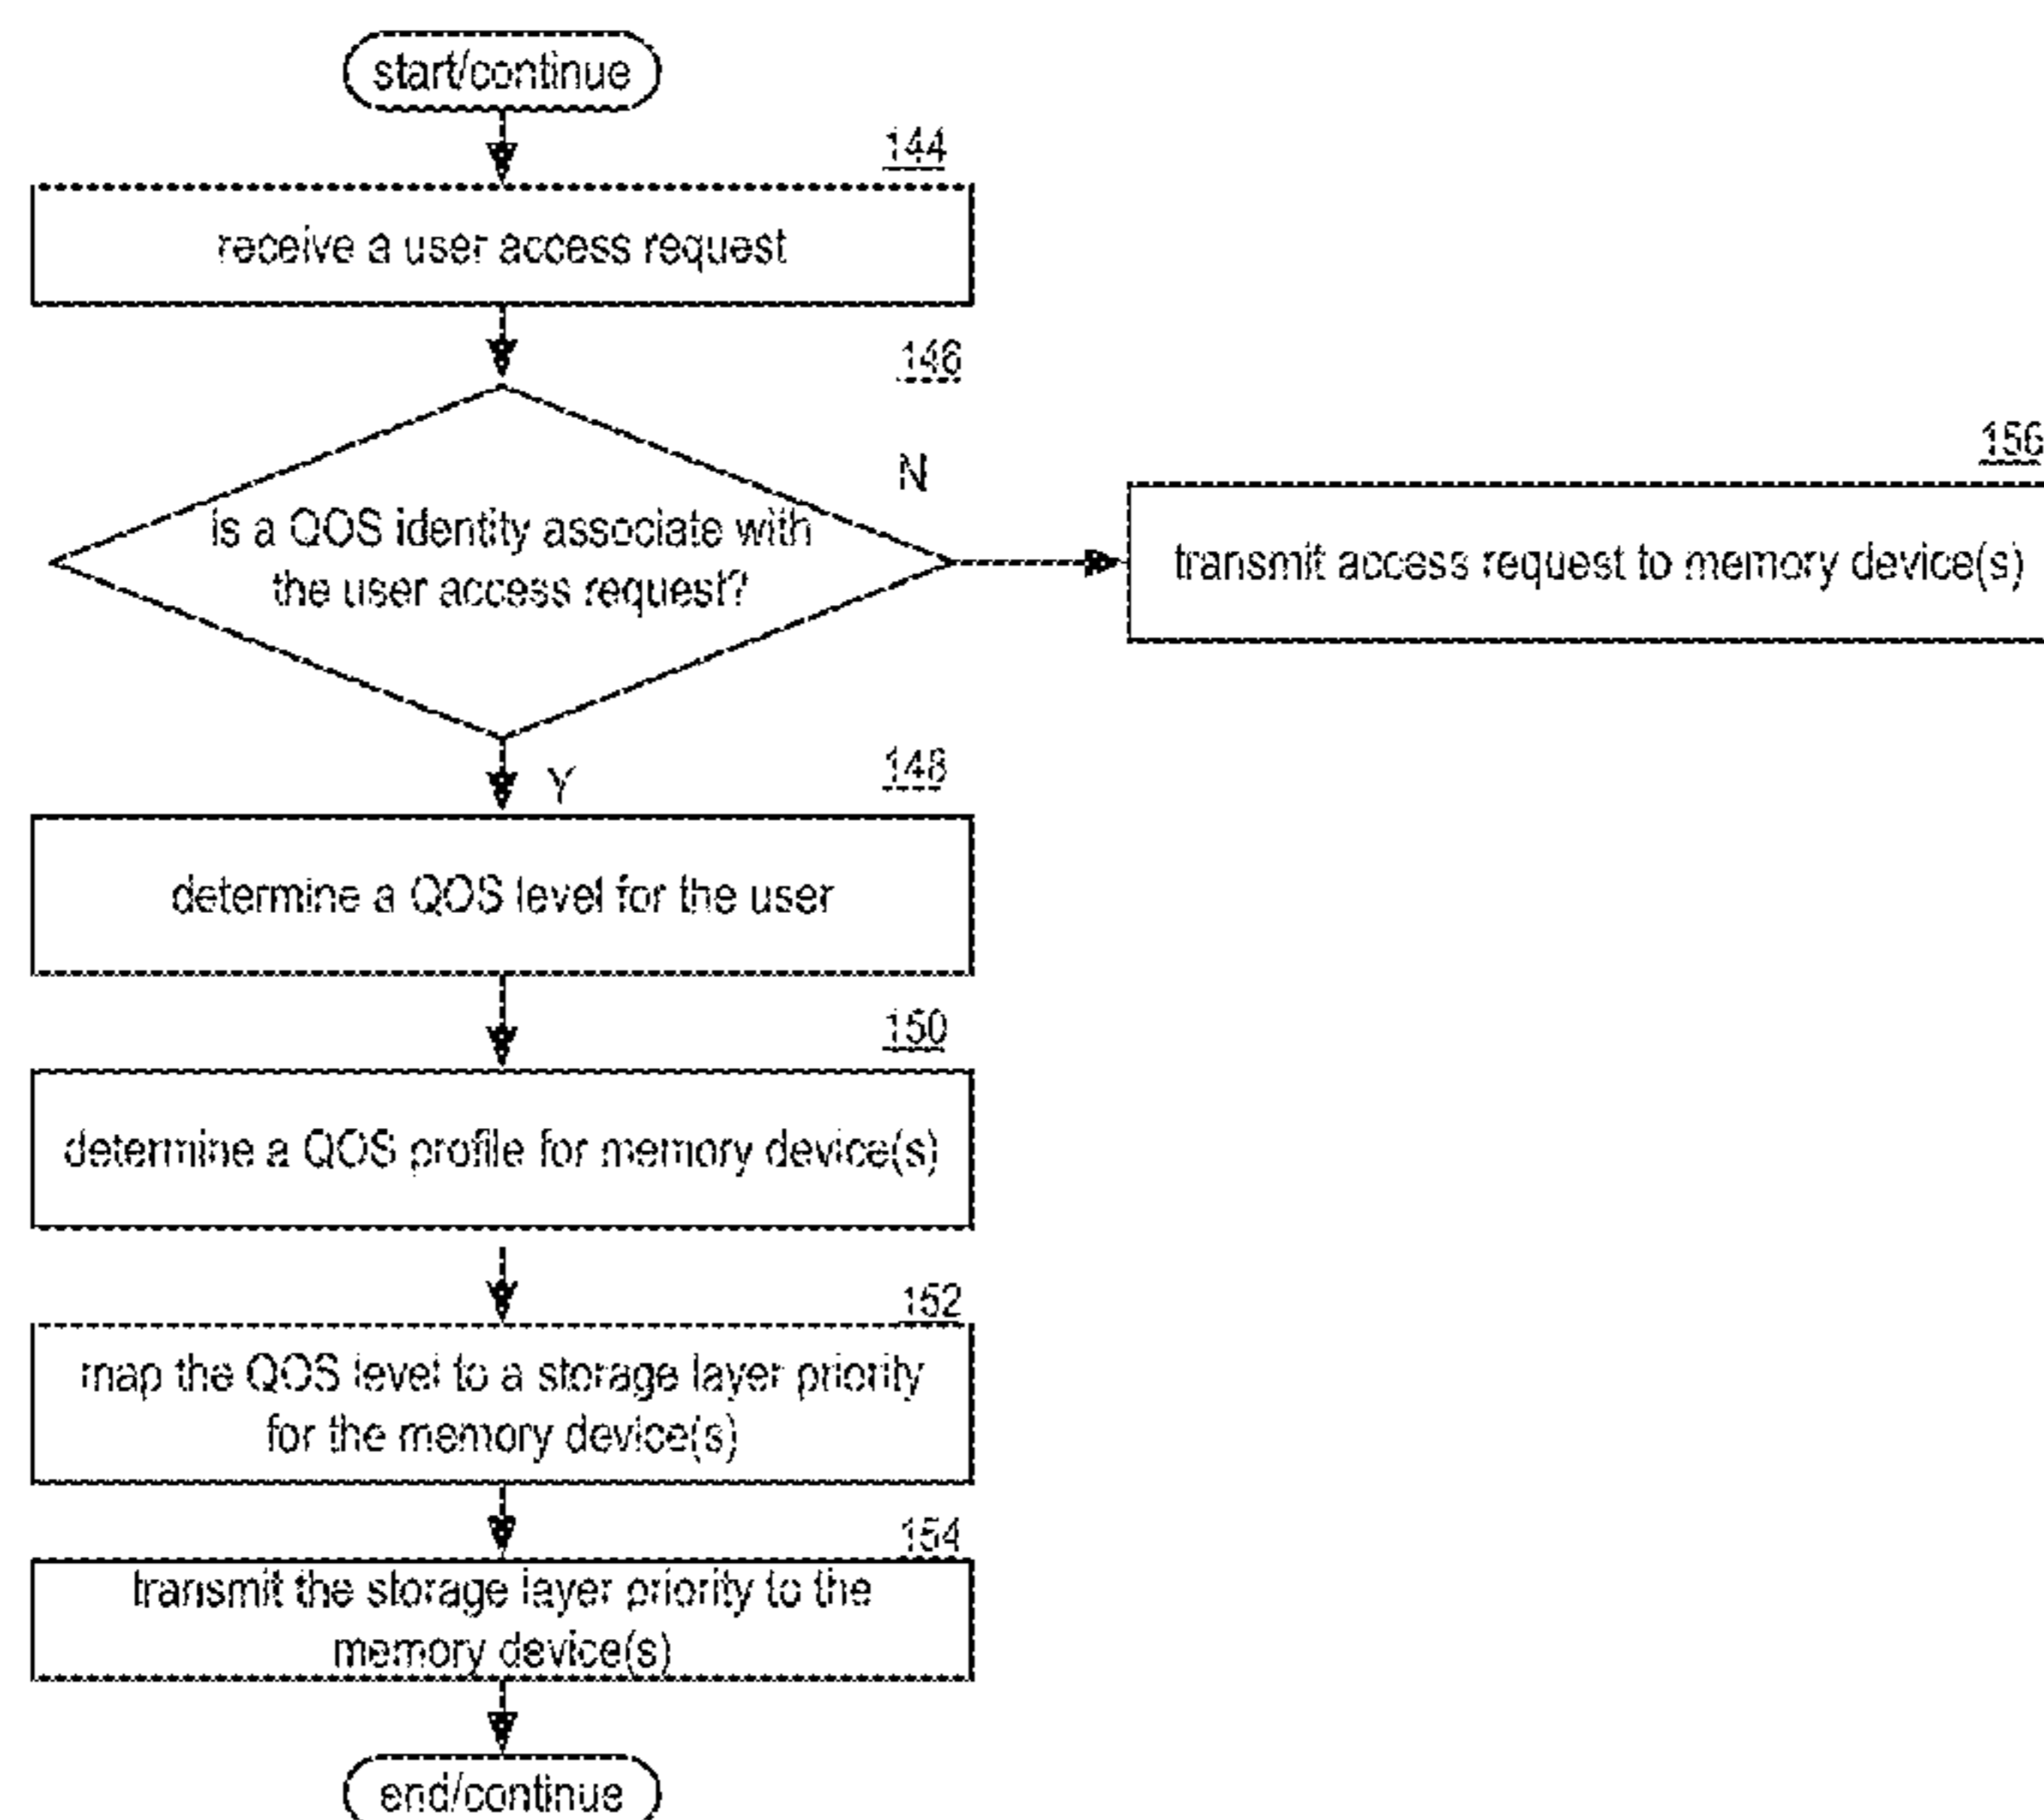 start/continue
144
receive a user access request
146
N
is a QOS identity associate with
the user access request?
156
transmit access request to memory device(s)
Y
148
determine a QOS level for the user
150
determine a QOS profile for memory device(s)
152
map the QOS level to a storage layer priority
for the memory device(s)
154
transmit the storage layer priority to the
memory device(s)
end/continue